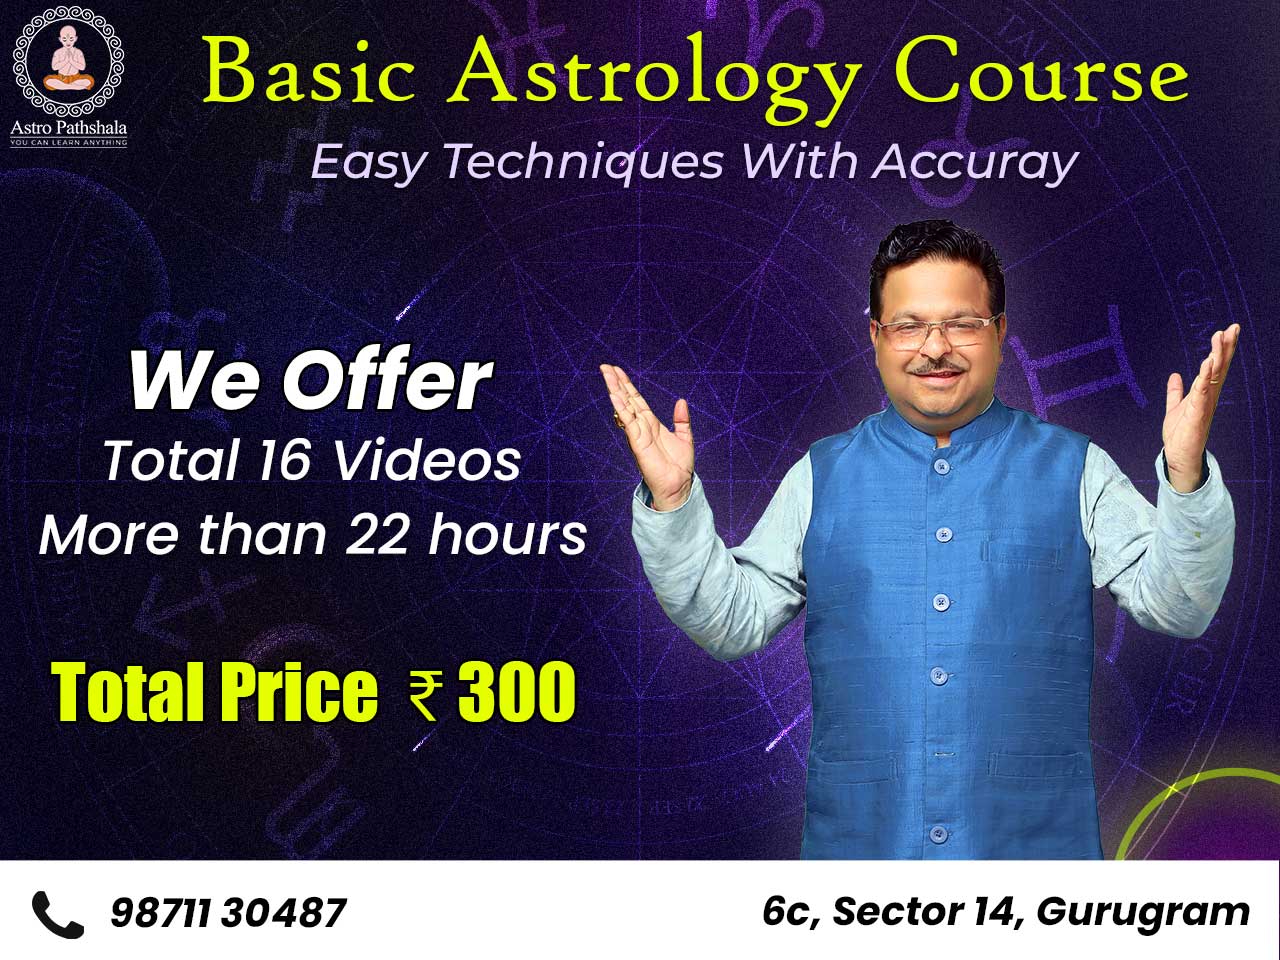 Astro Pathshala
YOU CAN LEARN ANYTHING
Basic Astrology Course
Easy Techniques With Accuray
We Offer
Total 16 Videos
More than 22 hours
Total Price ₹ 300
98711 30487
6c, Sector 14, Gurugram